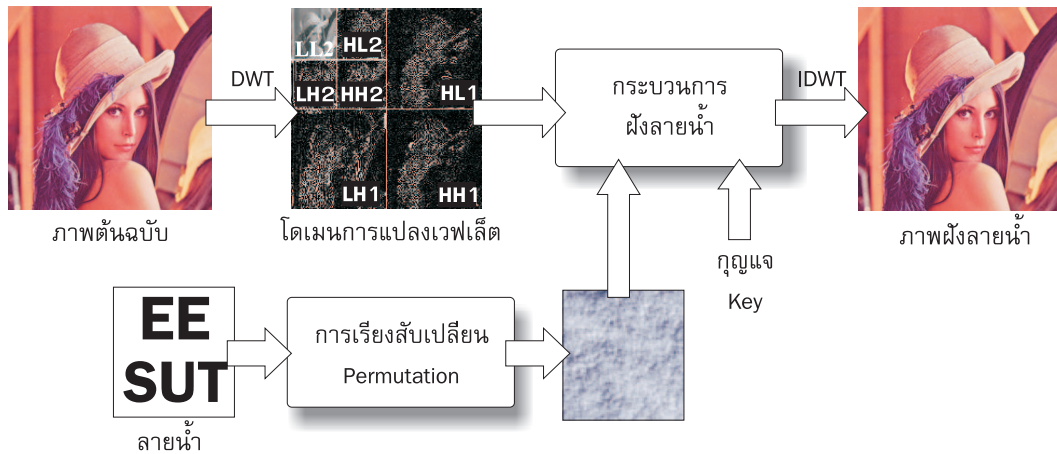 DWT
LL2
HL2
LH2
HH2
HL1
LH1
HH1
กระบวนการ
ฝังลายน้ำ
IDWT
ภาพต้นฉบับ
โดเมนการแปลงเวฟเล็ต
ภาพฝังลายน้ำ
กุญแจ
Key
EE
SUT
การเรียงสับเปลี่ยน
Permutation
ลายน้ำ